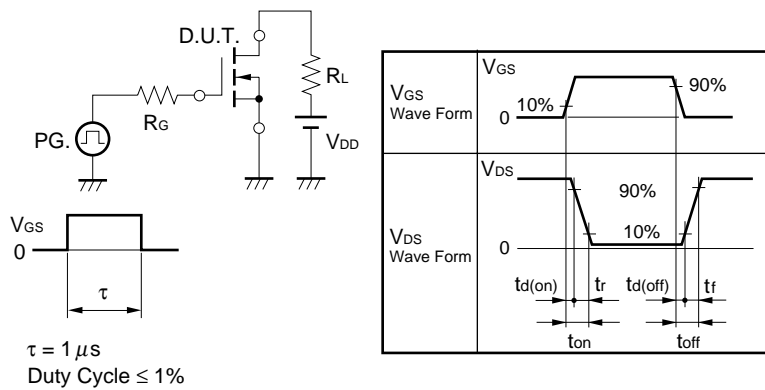 D.U.T.
RL
RG
PG.
VDD
VGS
0
τ
τ = 1 μs
Duty Cycle ≤ 1%
VGS
Wave Form
VGS
10%
90%
0
VDS
Wave Form
VDS
90%
10%
0
td(on)
tr
td(off)
tf
ton
toff